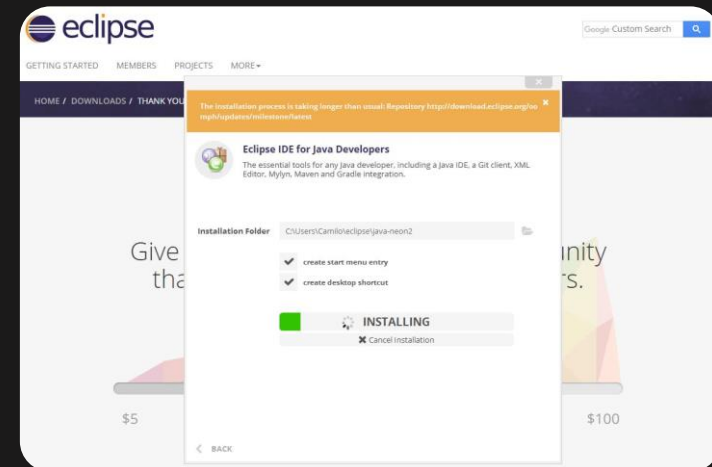 eclipse
Google Custom Search
GETTING STARTED MEMBERS PROJECTS MORE
HOME / DOWNLOADS / THANK YOU
The installation process is taking longer than usual: Repository http://download.eclipse.org/oo
mph/updates/milestone/latest
Eclipse IDE for Java Developers
The essential tools for any Java developer, including a Java IDE, a Git client, XML
Editor, Mylyn, Maven and Gradle integration.
Installation Folder C:\Users\Camilo\eclipse\java-neon2
create start menu entry
create desktop shortcut
Give unity
tha rs.
INSTALLING
Cancel Installation
$5 $100
BACK